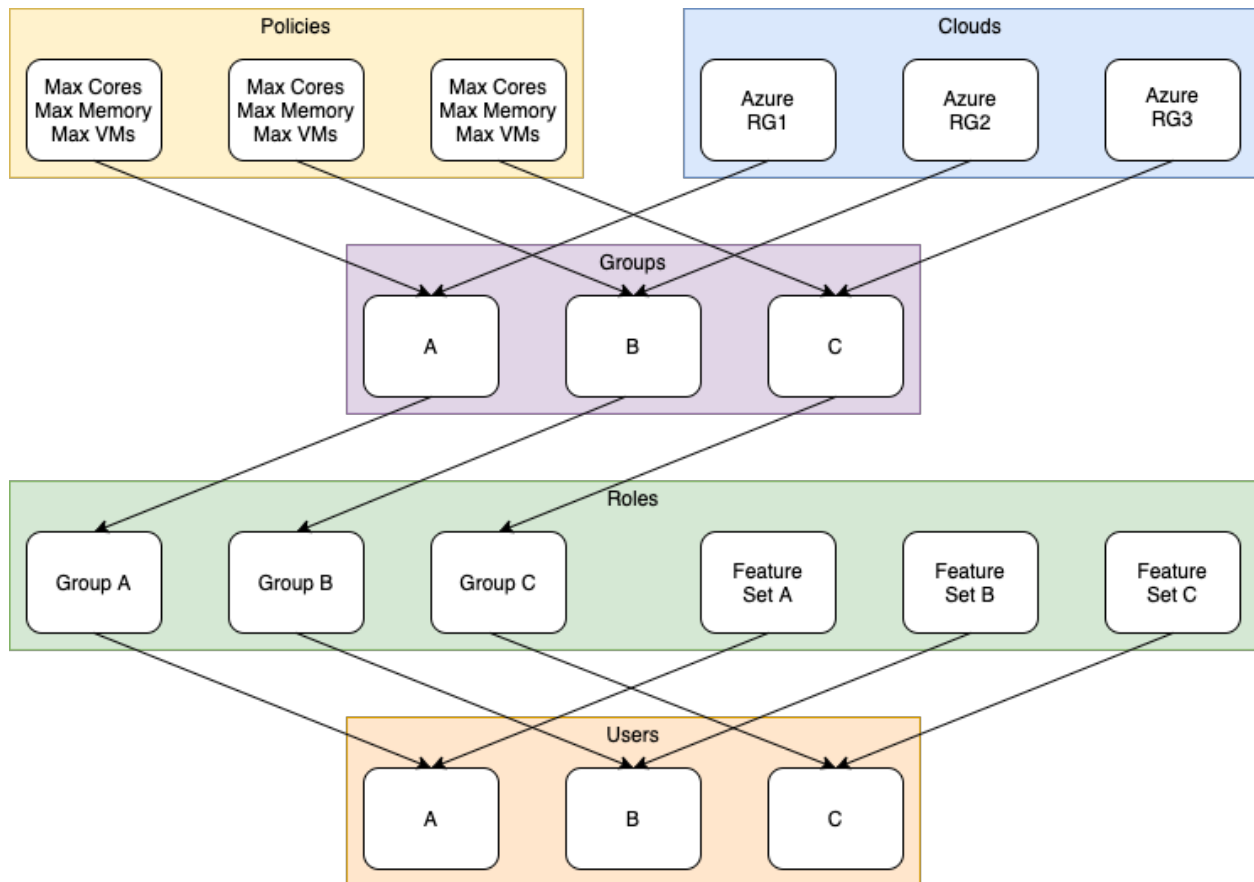 Policies
Max Cores
Max Memory
Max VMs
Max Cores
Max Memory
Max VMs
Max Cores
Max Memory
Max VMs
Clouds
Azure
RG1
Azure
RG2
Azure
RG3
Groups
A
B
C
Roles
Group A
Group B
Group C
Feature
Set A
Feature
Set B
Feature
Set C
Users
A
B
C